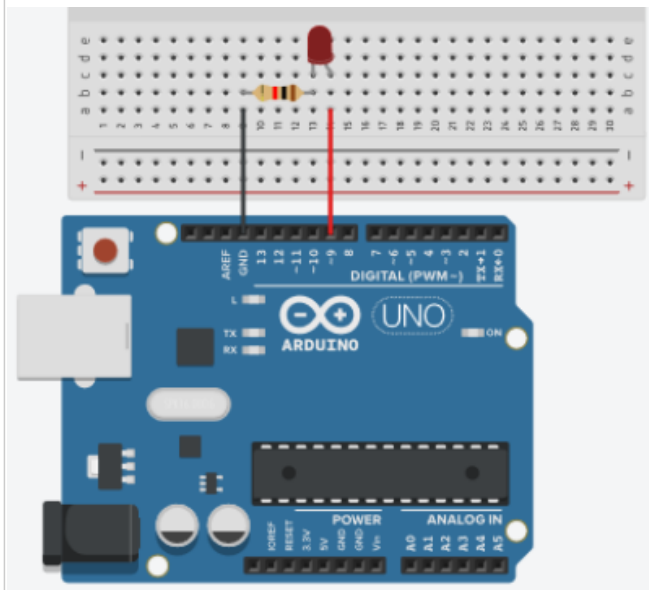 e e
d d
c c
b b
a a
1 2 3 4 5 6 7 8 10 11 12 13 15 16 17 18 19 20 21 22 23 24 25 26 27 28 29 30
− −
+ +
AREF GND 13 12 ~11 ~10 ~9 8 7 ~6 ~5 4 ~3 2 TX→1 RX←0
DIGITAL (PWM~)
L
TX
RX
ARDUINO
UNO
ON
POWER
ANALOG IN
IOREF RESET 3.3V 5V GND GND Vin A0 A1 A2 A3 A4 A5